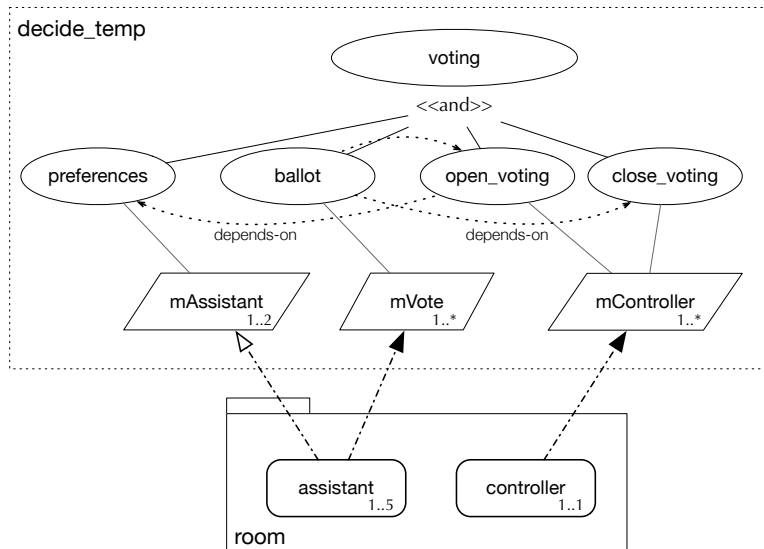 decide_temp
voting
<<and>>
preferences
ballot
open_voting
close_voting
depends-on
depends-on
mAssistant
1..2
mVote
1..*
mController
1..*
assistant
1..5
controller
1..1
room